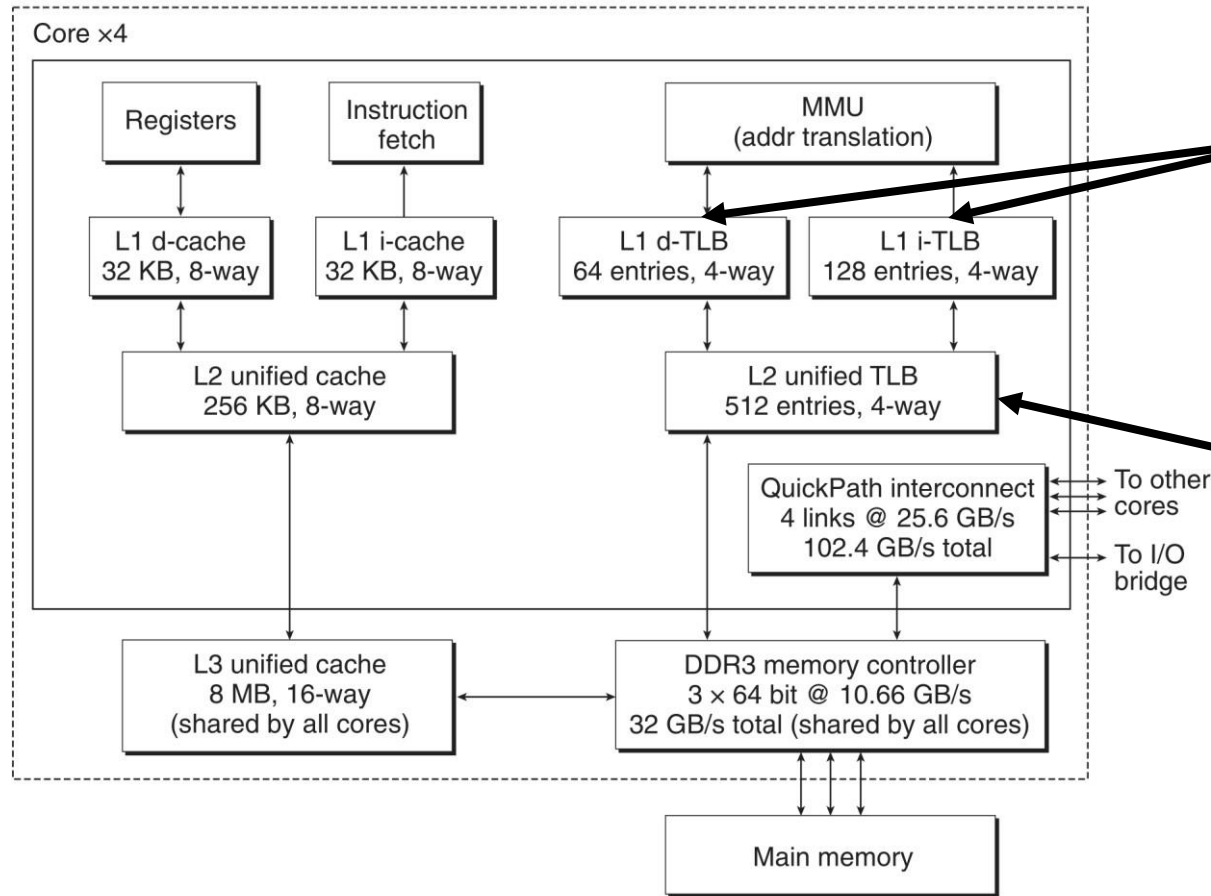 Core ×4
Registers
Instruction
fetch
MMU
(addr translation)
L1 d-cache
32 KB, 8-way
L1 i-cache
32 KB, 8-way
L1 d-TLB
64 entries, 4-way
L1 i-TLB
128 entries, 4-way
L2 unified cache
256 KB, 8-way
L2 unified TLB
512 entries, 4-way
QuickPath interconnect
4 links @ 25.6 GB/s
102.4 GB/s total
To other
cores
To I/O
bridge
L3 unified cache
8 MB, 16-way
(shared by all cores)
DDR3 memory controller
3 × 64 bit @ 10.66 GB/s
32 GB/s total (shared by all cores)
Main memory